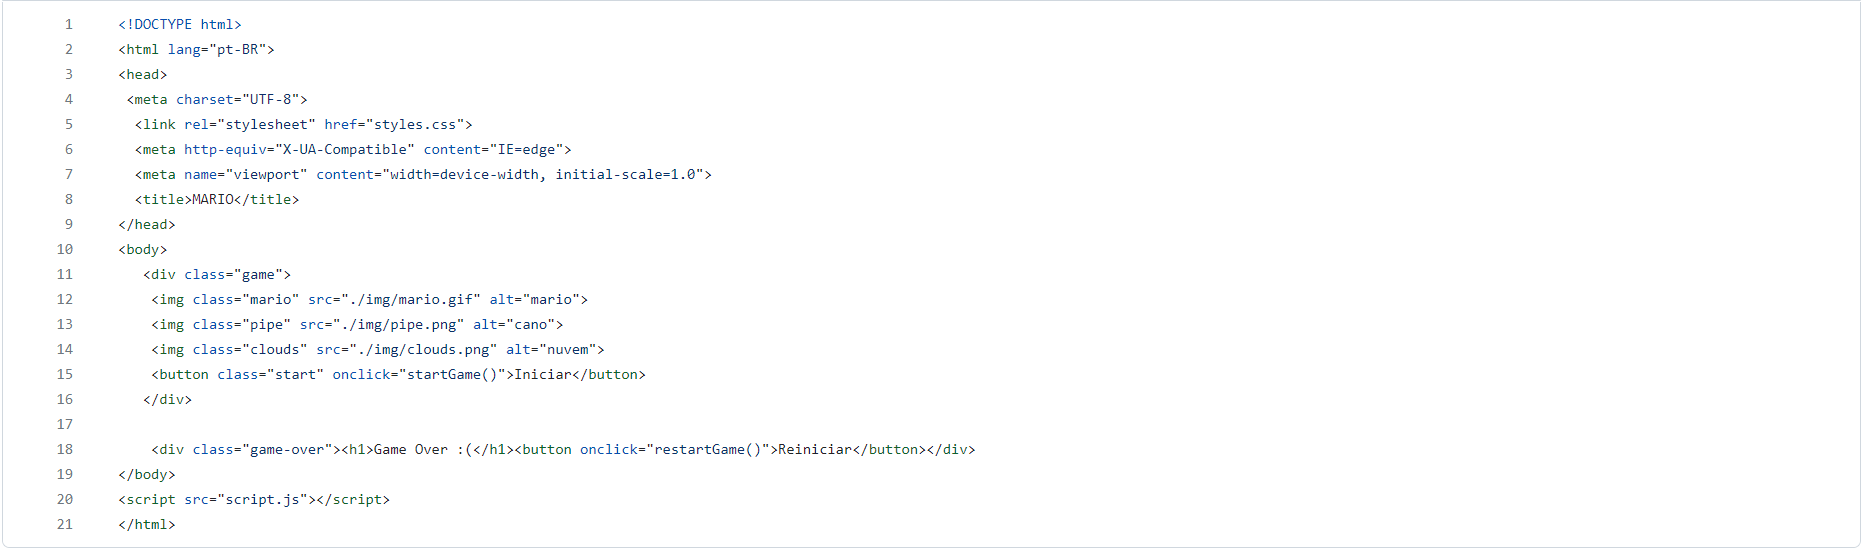 1 <!DOCTYPE html>
2 <html lang="pt-BR">
3 <head>
4 <meta charset="UTF-8">
5 <link rel="stylesheet" href="styles.css">
6 <meta http-equiv="X-UA-Compatible" content="IE=edge">
7 <meta name="viewport" content="width=device-width, initial-scale=1.0">
8 <title>MARIO</title>
9 </head>
10 <body>
11 <div class="game">
12 <img class="mario" src="./img/mario.gif" alt="mario">
13 <img class="pipe" src="./img/pipe.png" alt="cano">
14 <img class="clouds" src="./img/clouds.png" alt="nuvem">
15 <button class="start" onclick="startGame()">Iniciar</button>
16 </div>
17
18 <div class="game-over"><h1>Game Over :(</h1><button onclick="restartGame()">Reiniciar</button></div>
19 </body>
20 <script src="script.js"></script>
21 </html>